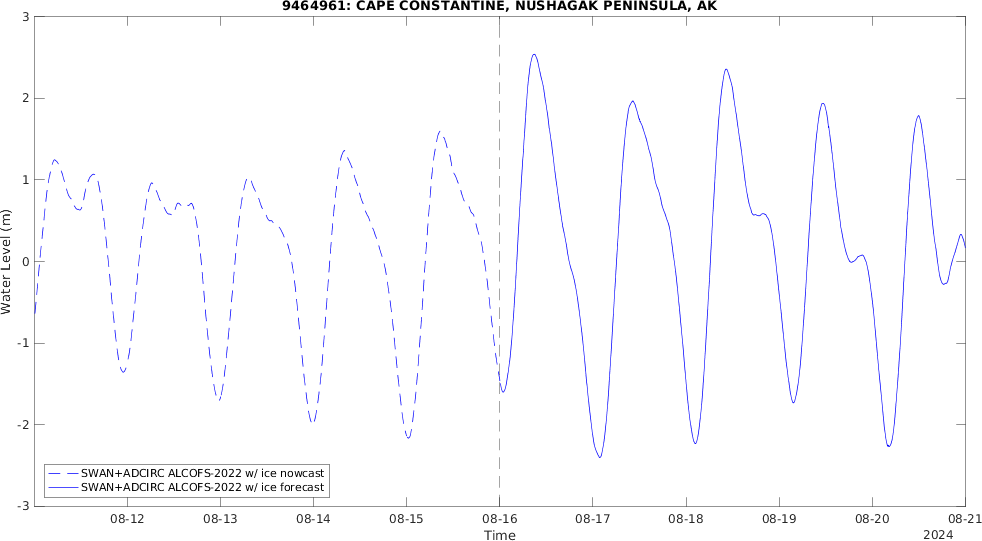 9464961: CAPE CONSTANTINE, NUSHAGAK PENINSULA, AK
3
2
1
0
-1
-2
-3
Water Level (m)
SWAN+ADCIRC ALCOFS-2022 w/ ice nowcast
SWAN+ADCIRC ALCOFS-2022 w/ ice forecast
08-12 08-13 08-14 08-15 08-16 08-17 08-18 08-19 08-20 08-21
Time
2024